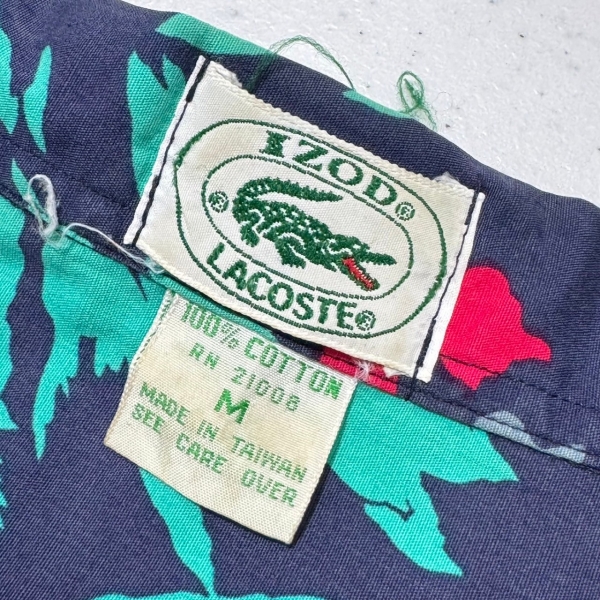 IZOD®
®
LACOSTE®
100% COTTON
RN 21008
M
MADE IN TAIWAN
SEE CARE OVER